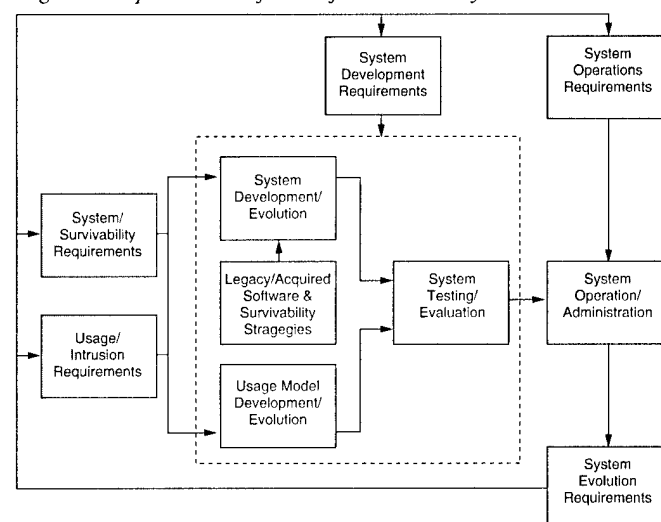 System
Development
Requirements
System
Operations
Requirements
System
Development/
Evolution
System/
Survivability
Requirements
Legacy/Acquired
Software &
Survivability
Stragegies
System
Testing/
Evaluation
System
Operation/
Administration
Usage/
Intrusion
Requirements
Usage Model
Development/
Evolution
System
Evolution
Requirements